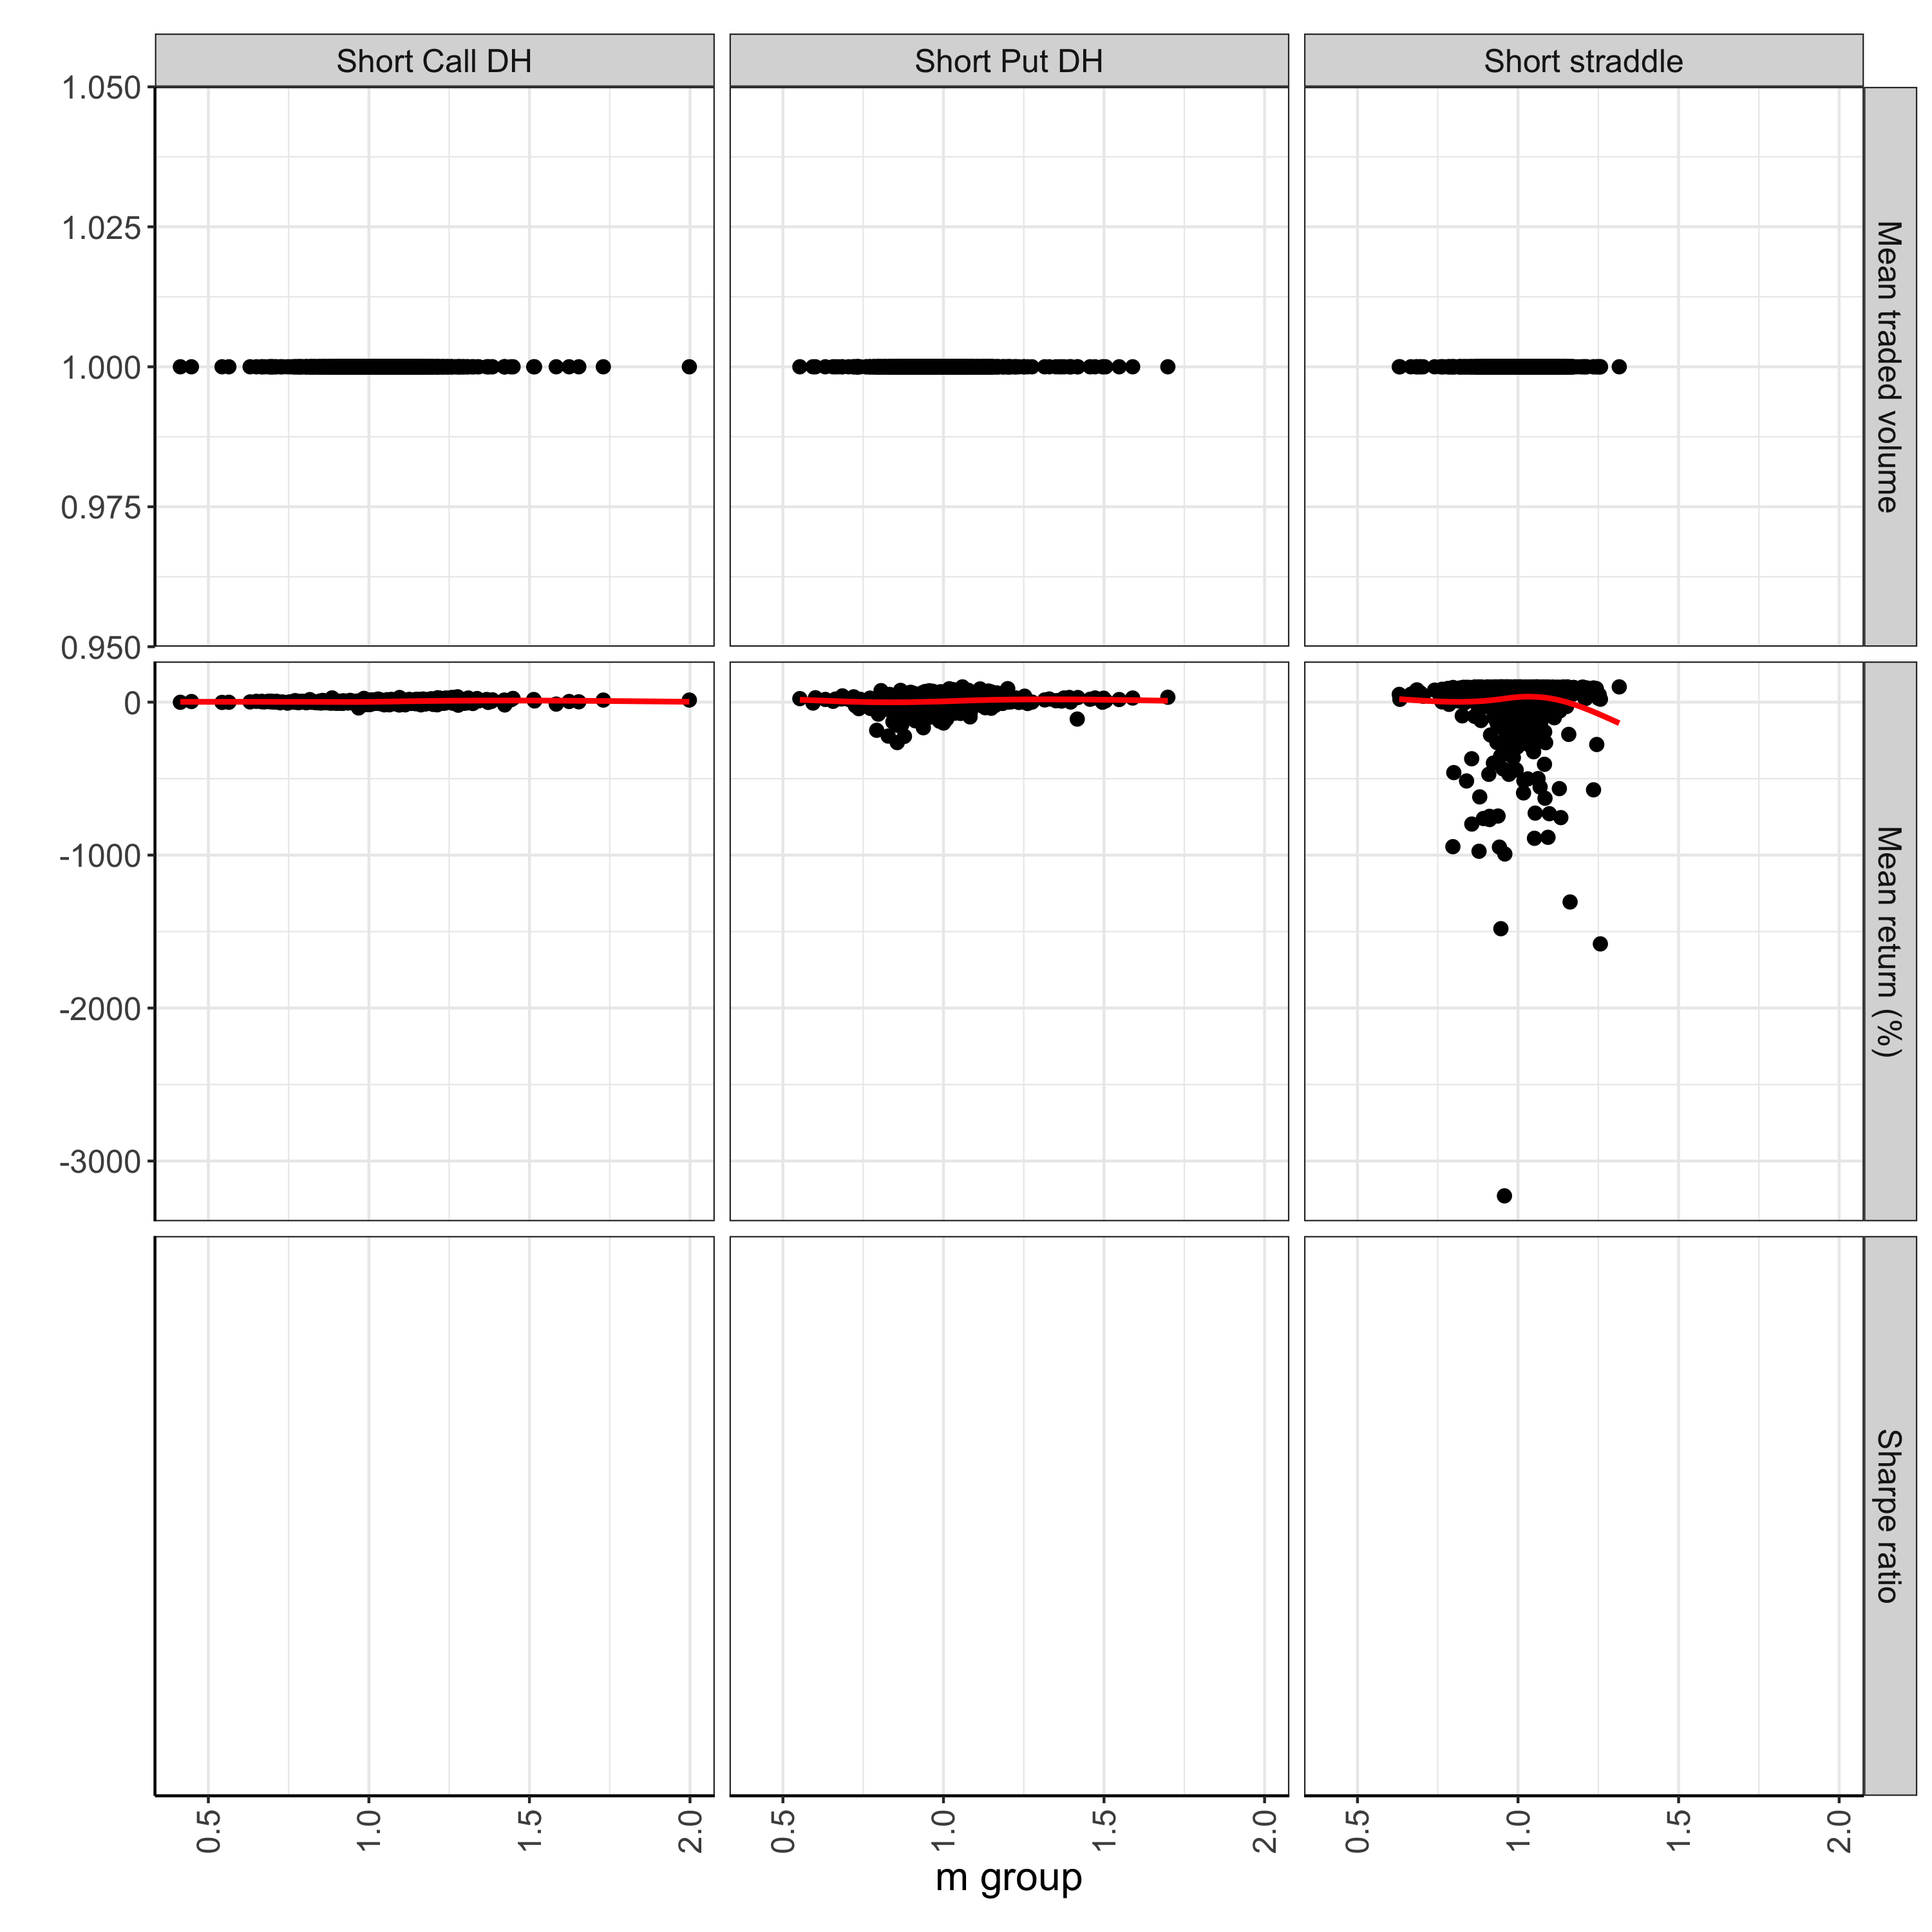 Short Call DH
Short Put DH
Short straddle
1.050
1.025
1.000
0.975
0.950
Mean traded volume
0
-1000
-2000
-3000
Mean return (%)
Sharpe ratio
0.5 1.0 1.5 2.0
0.5 1.0 1.5 2.0
0.5 1.0 1.5 2.0
m group